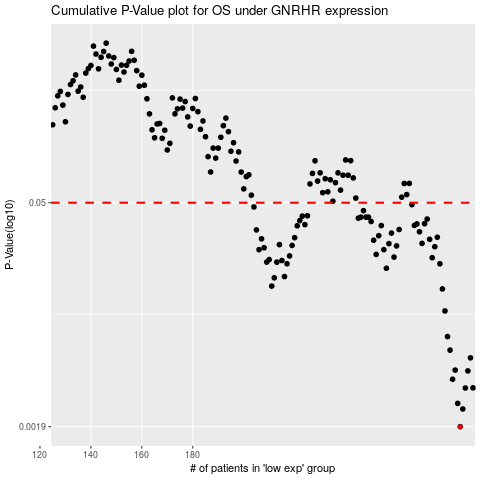 Cumulative P-Value plot for OS under GNRHR expression
P-Value(log10)
0.05
0.0019
120 140 160 180
# of patients in 'low exp' group